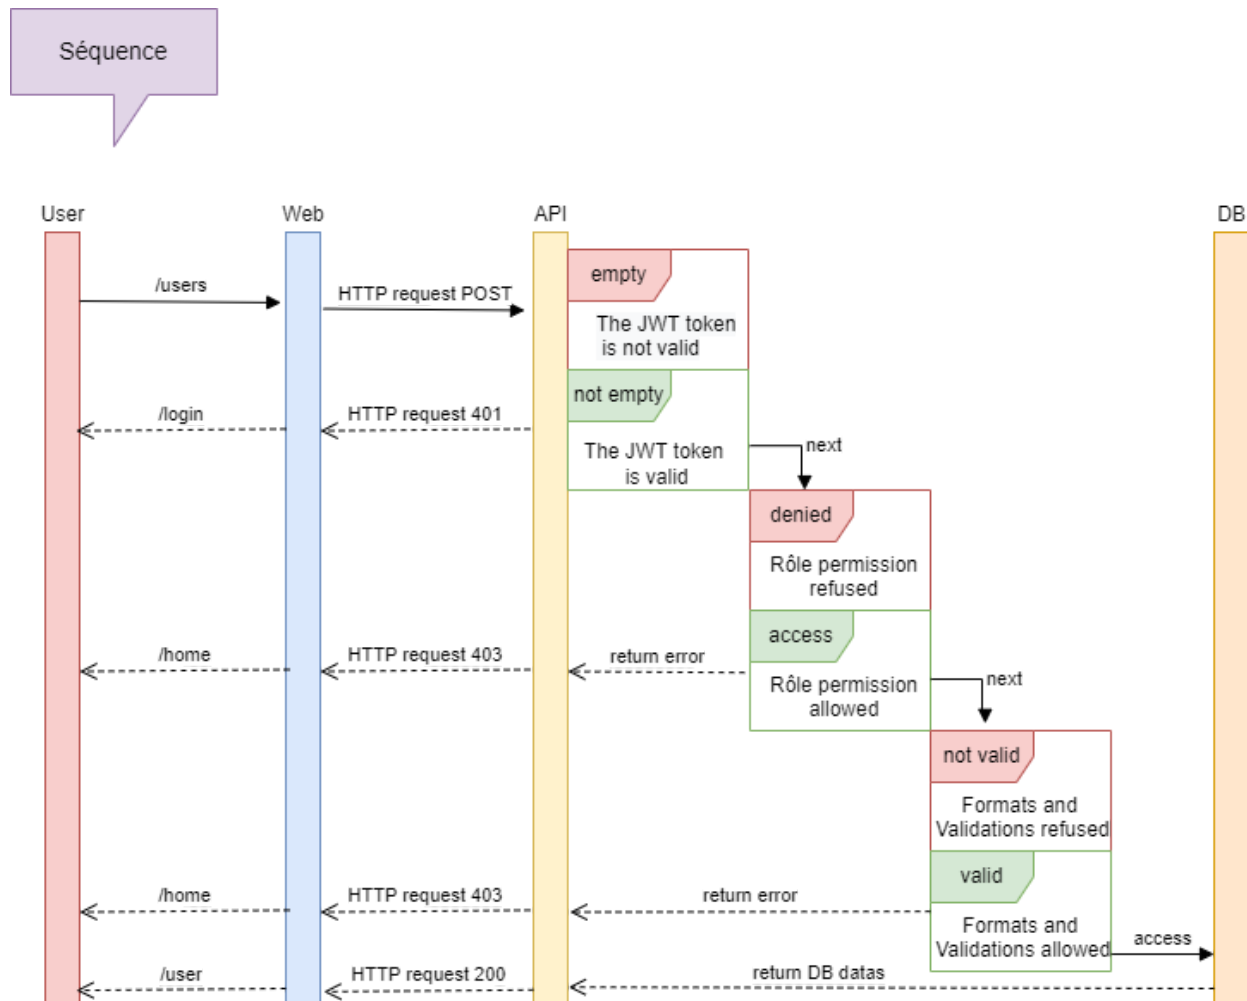 Séquence
User
Web
API
DB
/users
HTTP request POST
empty
The JWT token
is not valid
not empty
The JWT token
is valid
/login
HTTP request 401
next
denied
Rôle permission
refused
access
Rôle permission
allowed
/home
HTTP request 403
return error
next
not valid
Formats and
Validations refused
valid
Formats and
Validations allowed
/home
HTTP request 403
return error
access
/user
HTTP request 200
return DB datas